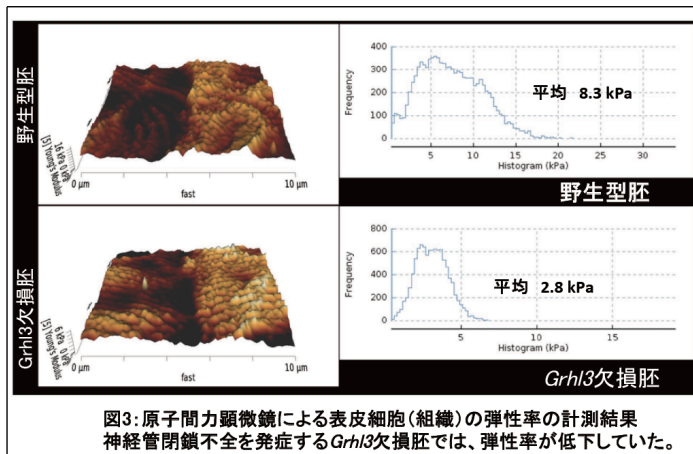 野生型胚
[5] Young's Modulus
16 kPa 0 kPa
0 μm
fast
10 μm
Frequency
400
300
200
100
0
平均 8.3 kPa
5
10
15
20
25
30
Histogram (kPa)
野生型胚
Grhl3欠損胚
[5] Young's Modulus
6 kPa 0 kPa
0 μm
fast
10 μm
Frequency
800
600
400
200
0
平均 2.8 kPa
5
10
15
Histogram (kPa)
Grhl3欠損胚
図3:原子間力顕微鏡による表皮細胞(組織)の弾性率の計測結果
神経管閉鎖不全を発症するGrhl3欠損胚では、弾性率が低下していた。